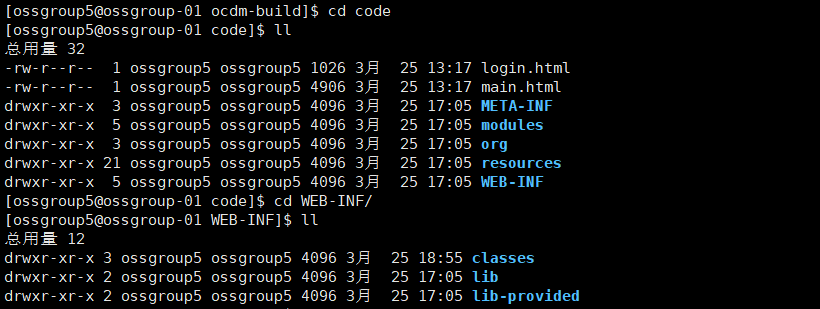 [ossgroup5@ossgroup-01 ocdm-build]$ cd code
[ossgroup5@ossgroup-01 code]$ ll
总用量 32
-rw-r--r--  1 ossgroup5 ossgroup5 1026 3月  25 13:17 login.html
-rw-r--r--  1 ossgroup5 ossgroup5 4906 3月  25 13:17 main.html
drwxr-xr-x  3 ossgroup5 ossgroup5 4096 3月  25 17:05 META-INF
drwxr-xr-x  5 ossgroup5 ossgroup5 4096 3月  25 17:05 modules
drwxr-xr-x  3 ossgroup5 ossgroup5 4096 3月  25 17:05 org
drwxr-xr-x 21 ossgroup5 ossgroup5 4096 3月  25 17:05 resources
drwxr-xr-x  5 ossgroup5 ossgroup5 4096 3月  25 17:05 WEB-INF
[ossgroup5@ossgroup-01 code]$ cd WEB-INF/
[ossgroup5@ossgroup-01 WEB-INF]$ ll
总用量 12
drwxr-xr-x 3 ossgroup5 ossgroup5 4096 3月  25 18:55 classes
drwxr-xr-x 2 ossgroup5 ossgroup5 4096 3月  25 17:05 lib
drwxr-xr-x 2 ossgroup5 ossgroup5 4096 3月  25 17:05 lib-provided